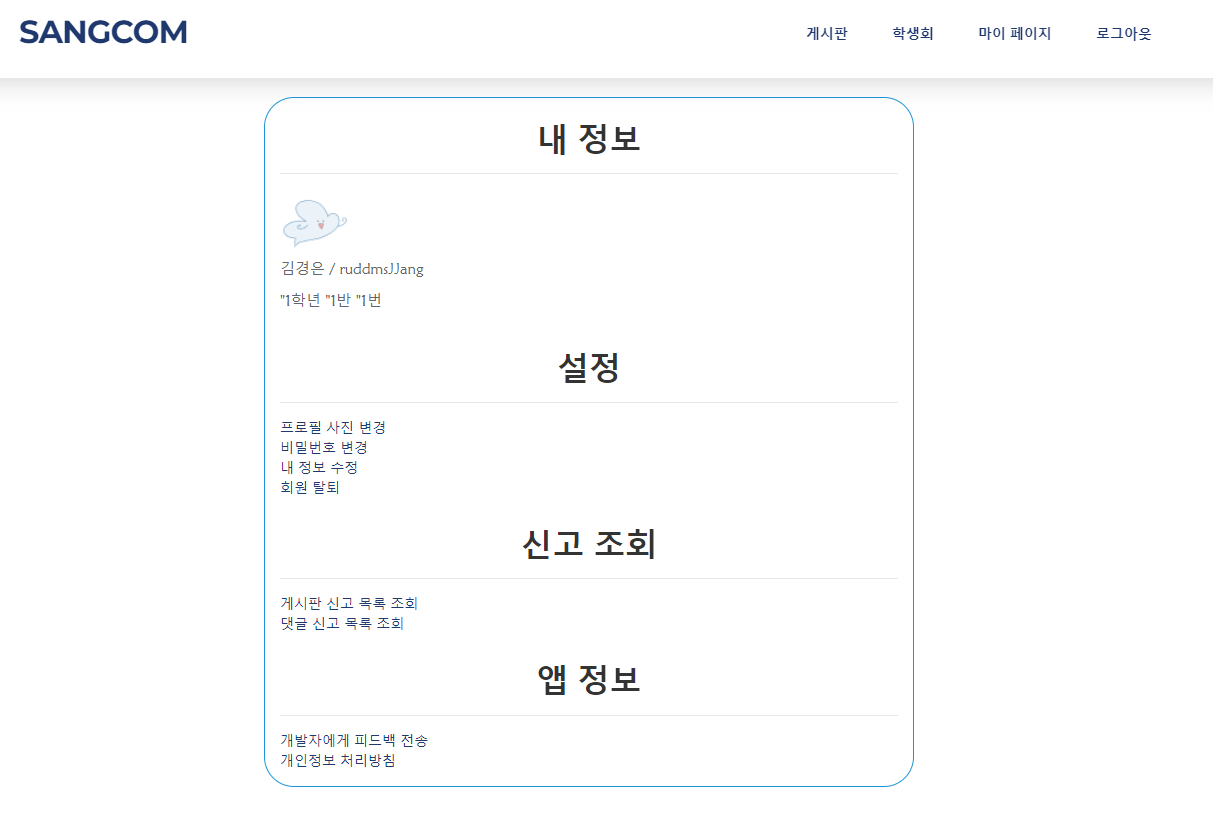 SANGCOM
게시판 학생회 마이 페이지 로그아웃
내 정보
김경은 / ruddmsJJang
"1학년 "1반 "1번
설정
프로필 사진 변경
비밀번호 변경
내 정보 수정
회원 탈퇴
신고 조회
게시판 신고 목록 조회
댓글 신고 목록 조회
앱 정보
개발자에게 피드백 전송
개인정보 처리방침